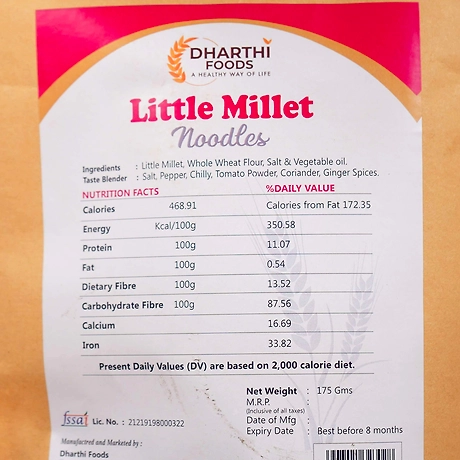 DHARTHI
FOODS
A HEALTHY WAY OF LIFE
Little Millet
Noodles
Ingredients : Little Millet, Whole Wheat Flour, Salt & Vegetable oil.
Taste Blender : Salt, Pepper, Chilly, Tomato Powder, Coriander, Ginger Spices.
NUTRITION FACTS %DAILY VALUE
Calories 468.91 Calories from Fat 172.35
Energy Kcal/100g 350.58
Protein 100g 11.07
Fat 100g 0.54
Dietary Fibre 100g 13.52
Carbohydrate Fibre 100g 87.56
Calcium 16.69
Iron 33.82
Present Daily Values (DV) are based on 2,000 calorie diet.
Net Weight : 175 Gms
M.R.P. :
(Inclusive of all taxes)
Date of Mfg :
Expiry Date : Best before 8 months
fssai Lic. No. : 21219198000322
Manufactred and Marketed by :
Dharthi Foods